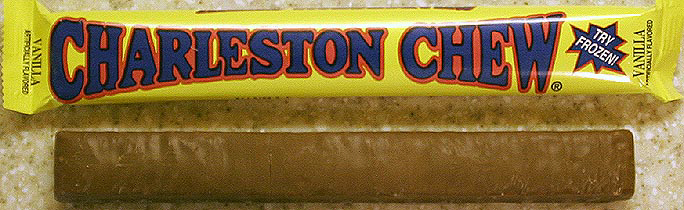 VANILLA
ARTIFICIALLY FLAVORED
CHARLESTON CHEW®
TRY
FROZEN!
VANILLA
ARTIFICIALLY FLAVORED